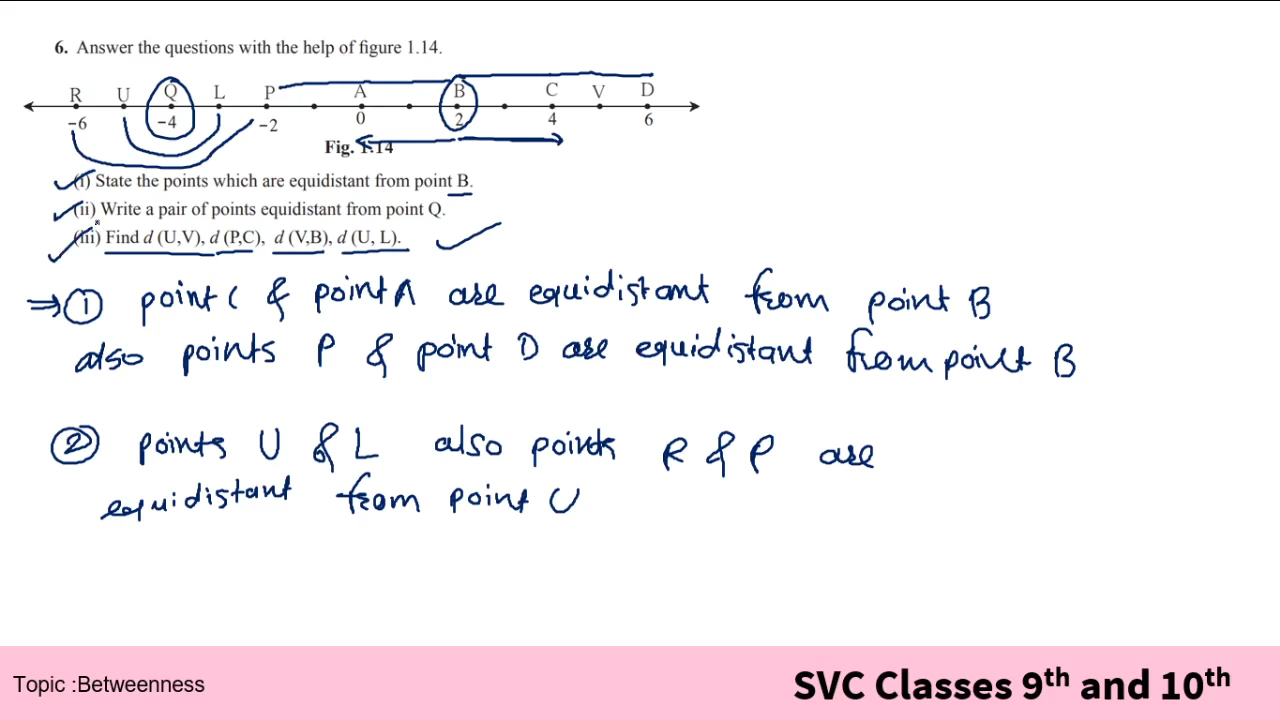 6. Answer the questions with the help of figure 1.14.
R U Q L P A B C V D
-6 -4 -2 0 2 4 6
Fig. 1.14
(i) State the points which are equidistant from point B.
(ii) Write a pair of points equidistant from point Q.
(iii) Find d (U,V), d (P,C), d (V,B), d (U, L).
⇒ ① point C & point A are equidistant from point B
also points P & point D are equidistant from point B
② points U & L also points R & P are
equidistant from point U
Topic :Betweenness
SVC Classes 9th and 10th